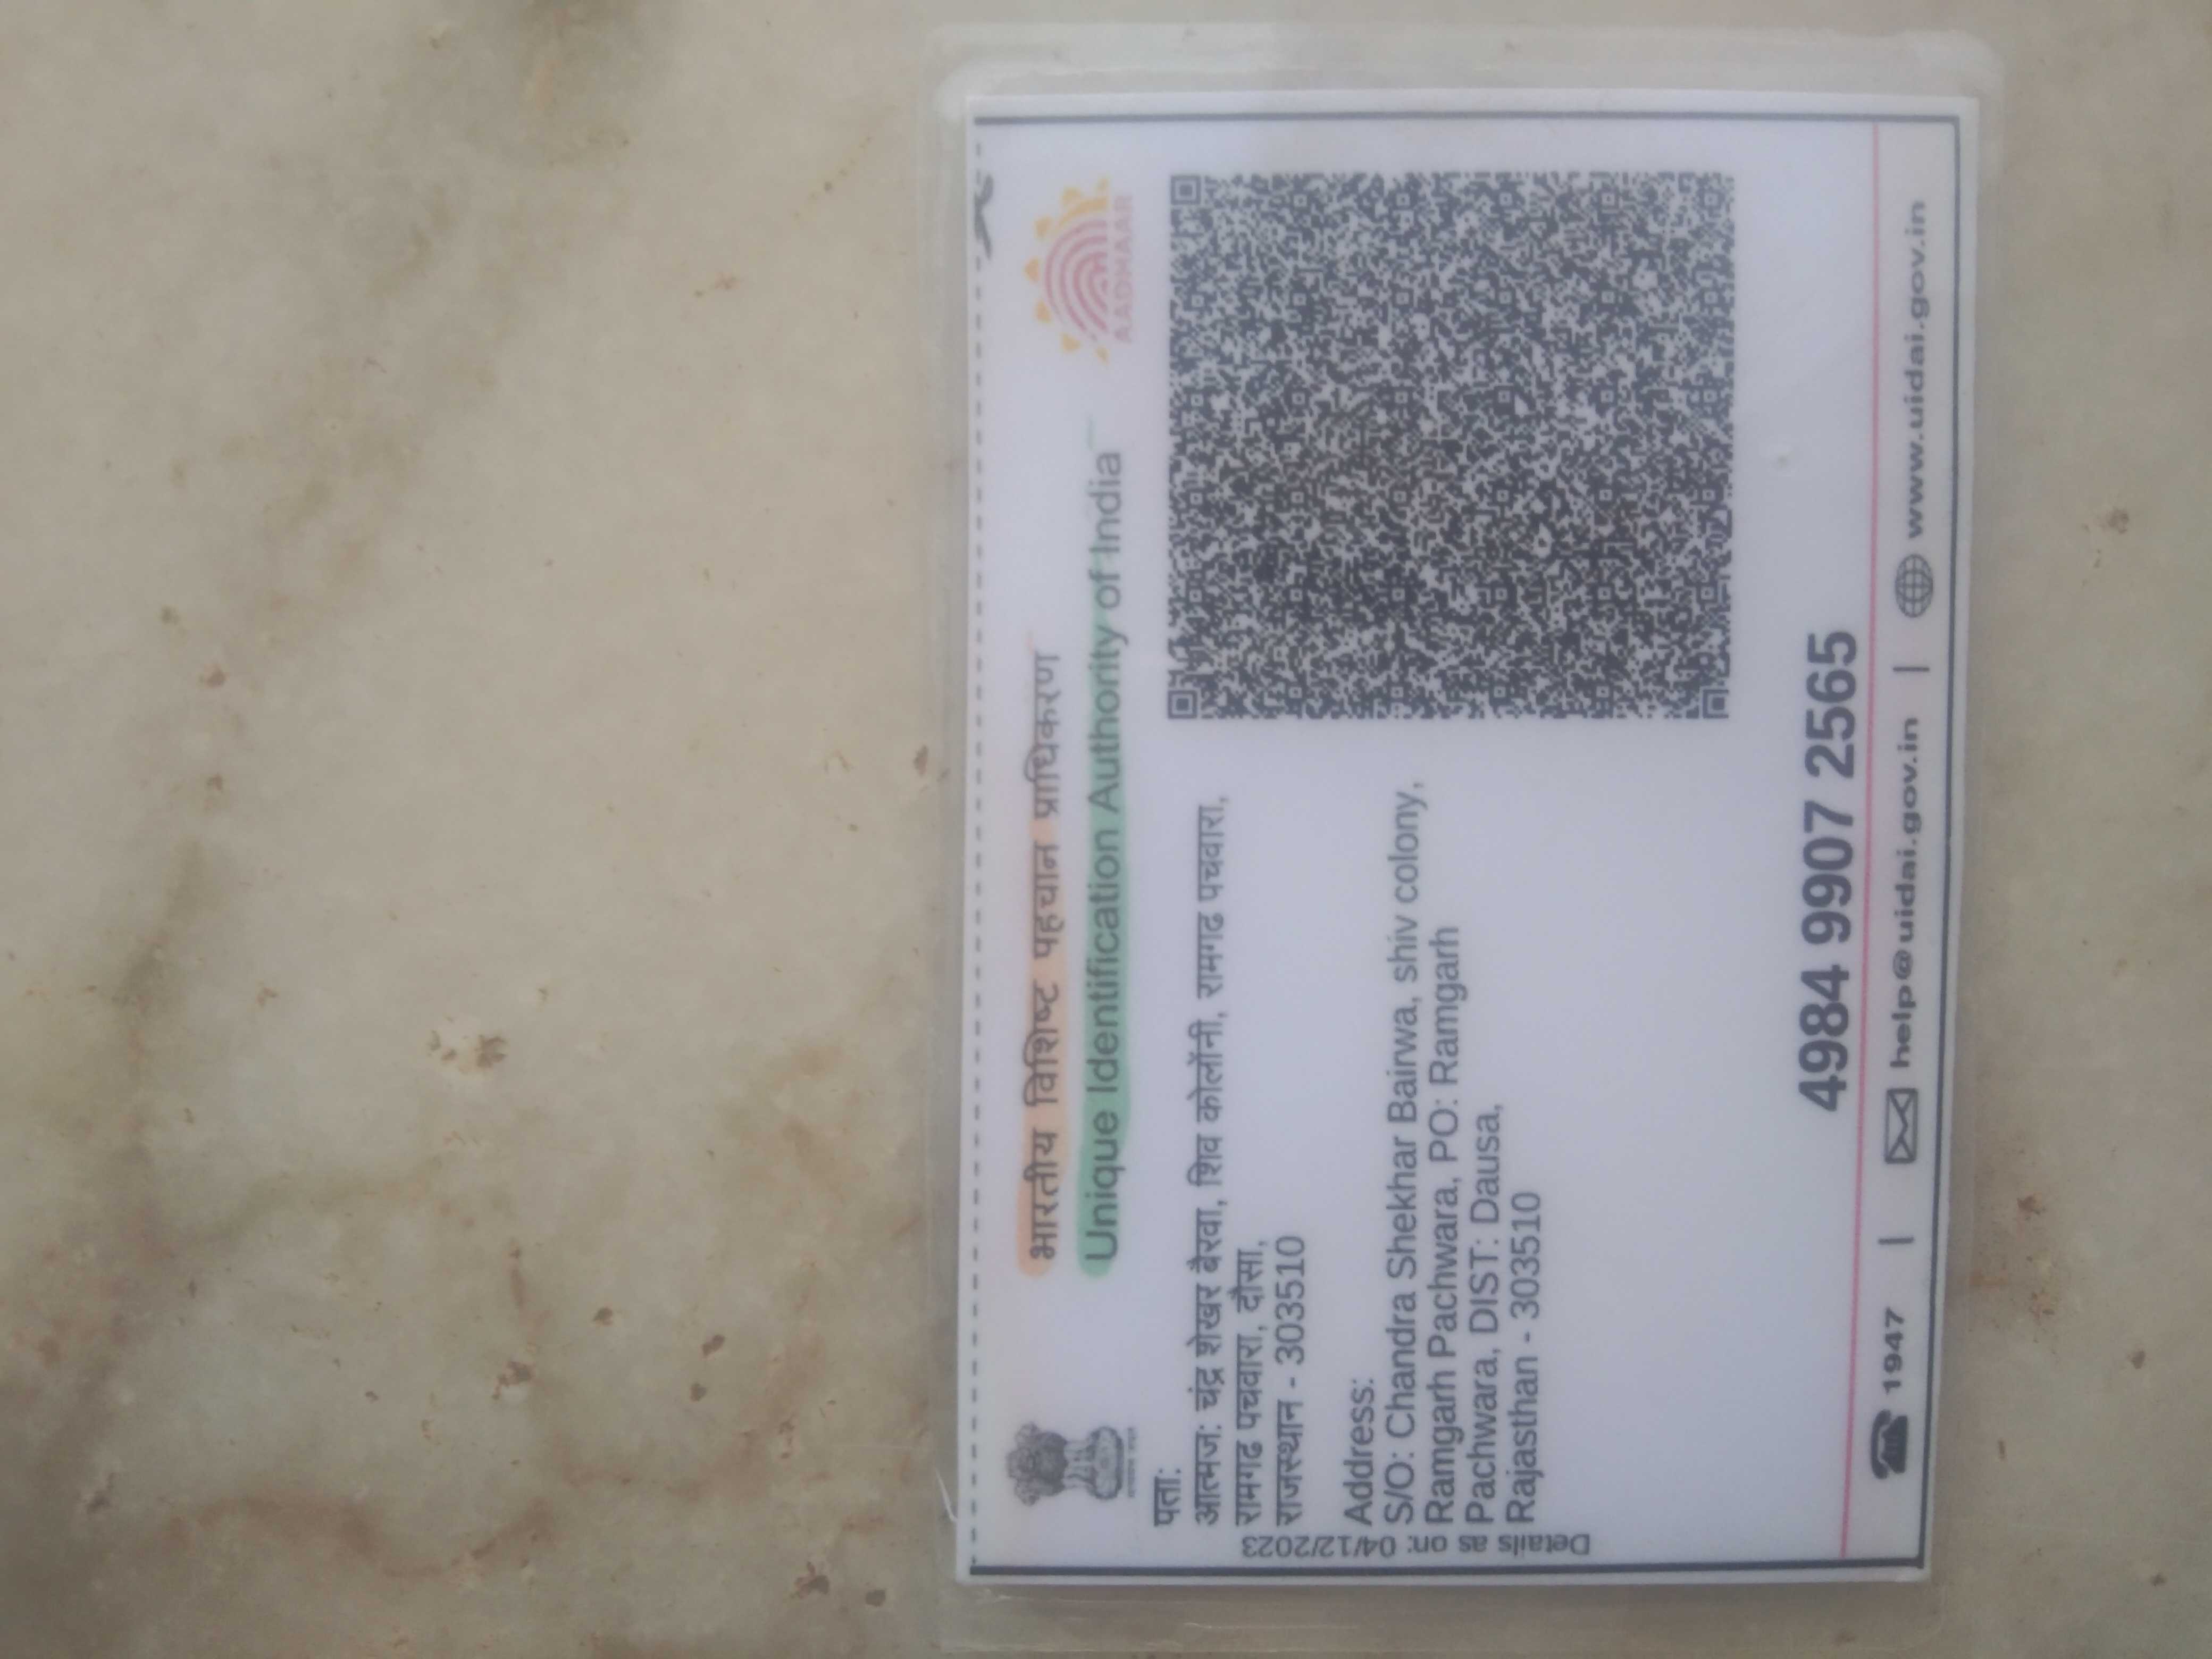 भारतीय विशिष्ट पहचान प्राधिकरण
Unique Identification Authority of India
AADHAAR
पता:
आत्मज: चंद्र शेखर बैरवा, शिव कोलोंनी, रामगढ पचवारा,
रामगढ पचवारा, दौसा,
राजस्थान - 303510
Address:
S/O: Chandra Shekhar Bairwa, shiv colony,
Ramgarh Pachwara, PO: Ramgarh
Pachwara, DIST: Dausa,
Rajasthan - 303510
Details as on: 04/12/2023
4984 9907 2565
1947 | help@uidai.gov.in | www.uidai.gov.in